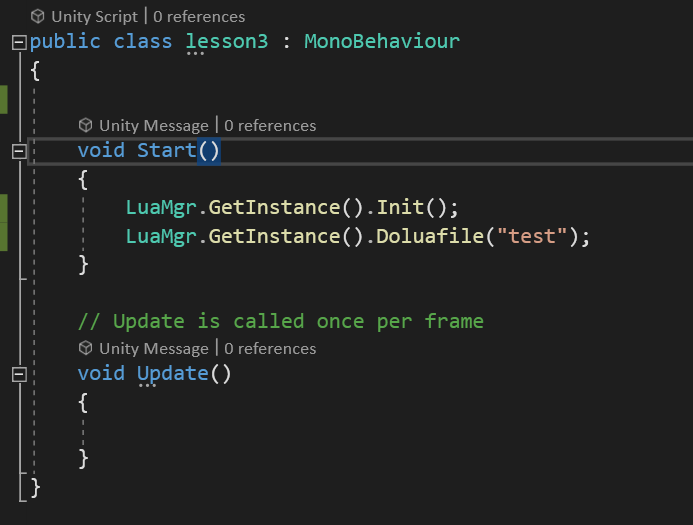 Unity Script | 0 references
public class lesson3 : MonoBehaviour
{
Unity Message | 0 references
void Start()
{
LuaMgr.GetInstance().Init();
LuaMgr.GetInstance().Doluafile("test");
}
// Update is called once per frame
Unity Message | 0 references
void Update()
{
}
}